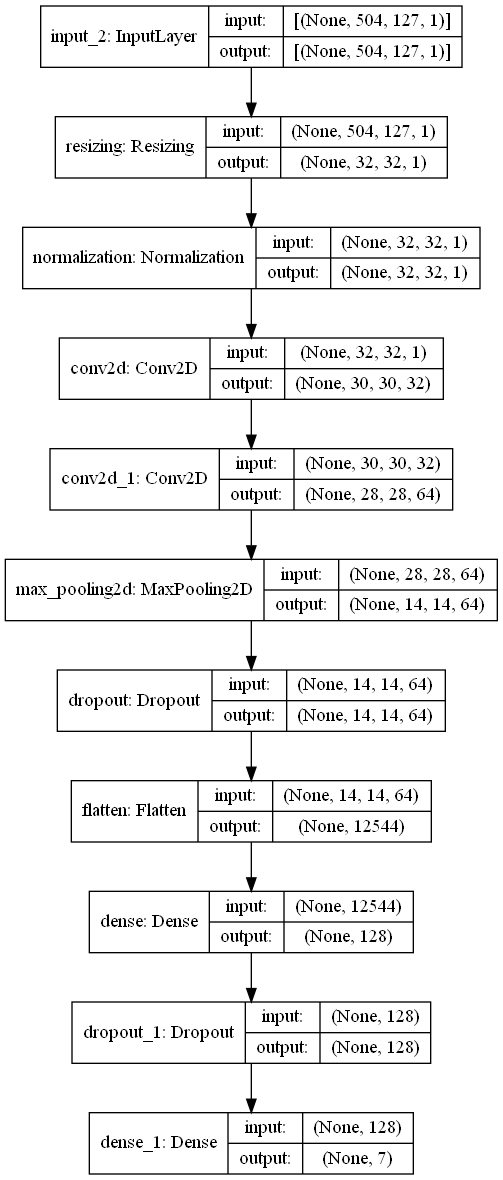 input_2: InputLayer
input: [(None, 504, 127, 1)]
output: [(None, 504, 127, 1)]
resizing: Resizing
input: (None, 504, 127, 1)
output: (None, 32, 32, 1)
normalization: Normalization
input: (None, 32, 32, 1)
output: (None, 32, 32, 1)
conv2d: Conv2D
input: (None, 32, 32, 1)
output: (None, 30, 30, 32)
conv2d_1: Conv2D
input: (None, 30, 30, 32)
output: (None, 28, 28, 64)
max_pooling2d: MaxPooling2D
input: (None, 28, 28, 64)
output: (None, 14, 14, 64)
dropout: Dropout
input: (None, 14, 14, 64)
output: (None, 14, 14, 64)
flatten: Flatten
input: (None, 14, 14, 64)
output: (None, 12544)
dense: Dense
input: (None, 12544)
output: (None, 128)
dropout_1: Dropout
input: (None, 128)
output: (None, 128)
dense_1: Dense
input: (None, 128)
output: (None, 7)